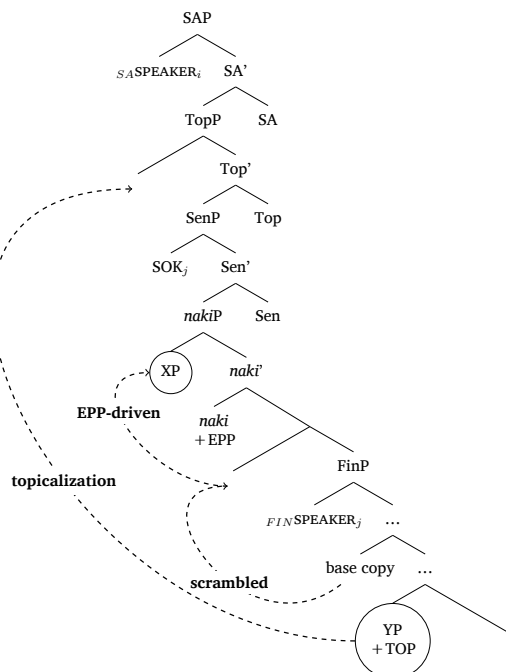 SAP
SASPEAKERi SA'
TopP SA
Top'
SenP Top
SOKj Sen'
nakiP Sen
XP naki'
EPP-driven
naki
+EPP
FinP
topicalization
FINSPEAKERj ...
base copy ...
scrambled
YP
+TOP